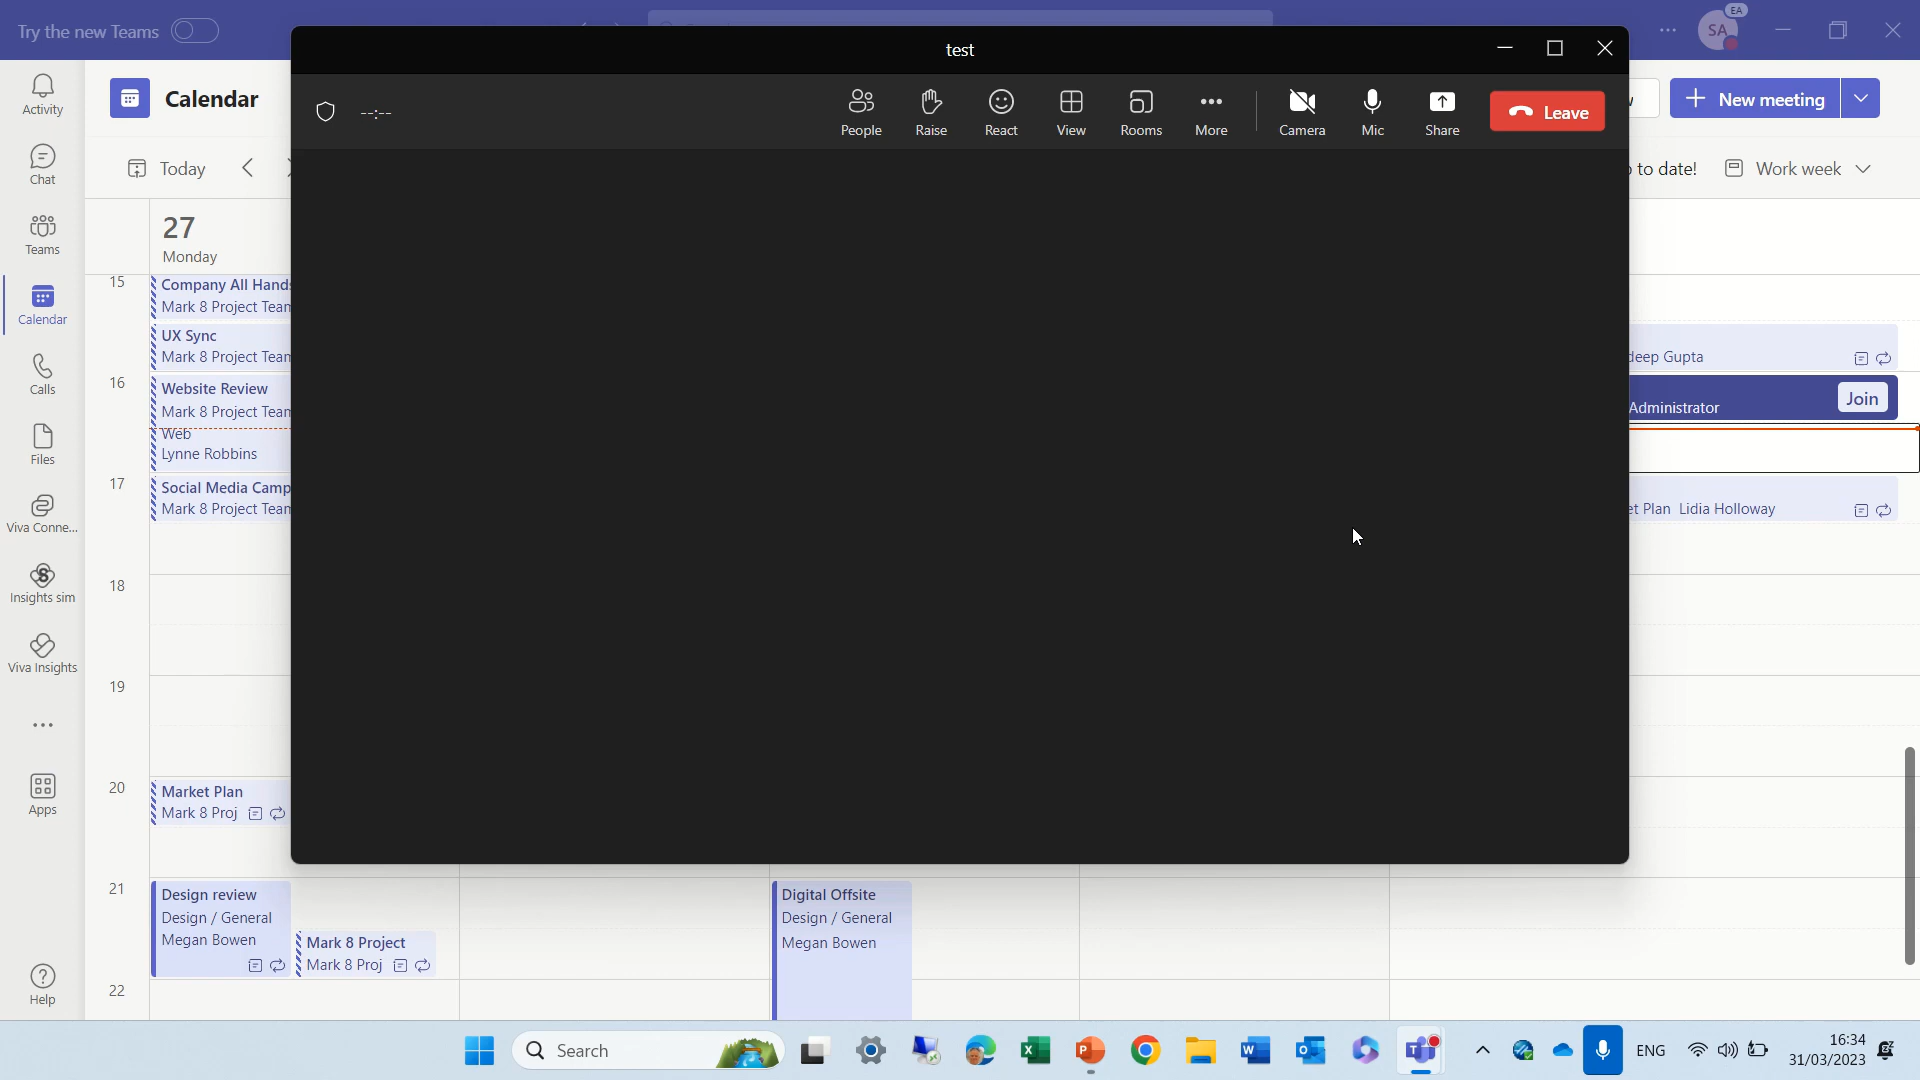 Try the new Teams
EA
SA
test
Calendar
New meeting
--:--
People
Raise
React
View
Rooms
More
Camera
Mic
Share
Leave
Activity
Chat
Teams
Calendar
Calls
Files
Viva Conne...
Insights sim
Viva Insights
Apps
Help
Today
to date!
Work week
27
Monday
15
Company All Hands
Mark 8 Project Team
UX Sync
Mark 8 Project Team
deep Gupta
16
Website Review
Mark 8 Project Team
Administrator
Join
Web
Lynne Robbins
17
Social Media Camp
Mark 8 Project Team
et Plan Lidia Holloway
18
19
20
Market Plan
Mark 8 Proj
21
Design review
Design / General
Megan Bowen
Mark 8 Project
Mark 8 Proj
Digital Offsite
Design / General
Megan Bowen
22
Search
ENG
16:34
31/03/2023